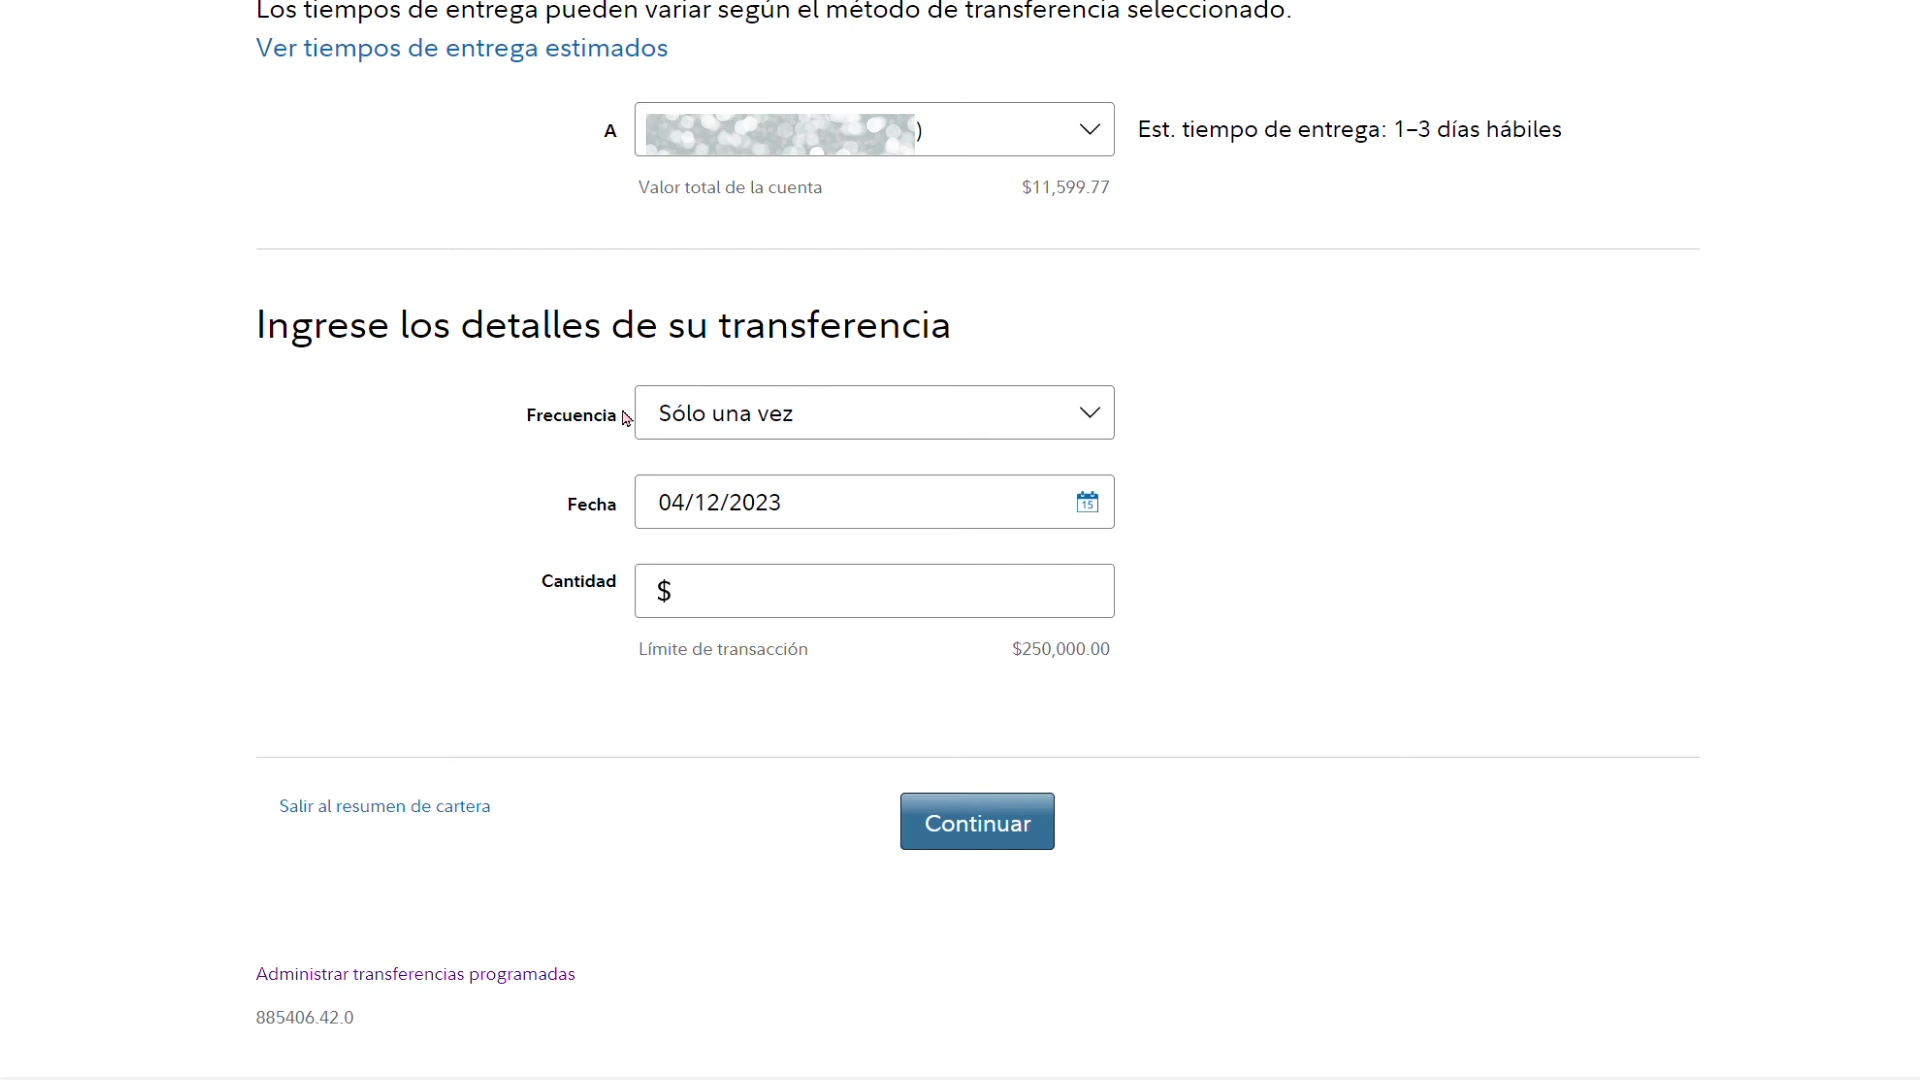 Los tiempos de entrega pueden variar según el método de transferencia seleccionado.
Ver tiempos de entrega estimados
A
)
Est. tiempo de entrega: 1–3 días hábiles
Valor total de la cuenta $11,599.77
Ingrese los detalles de su transferencia
Frecuencia Sólo una vez
Fecha 04/12/2023 15
Cantidad $
Límite de transacción $250,000.00
Salir al resumen de cartera
Continuar
Administrar transferencias programadas
885406.42.0